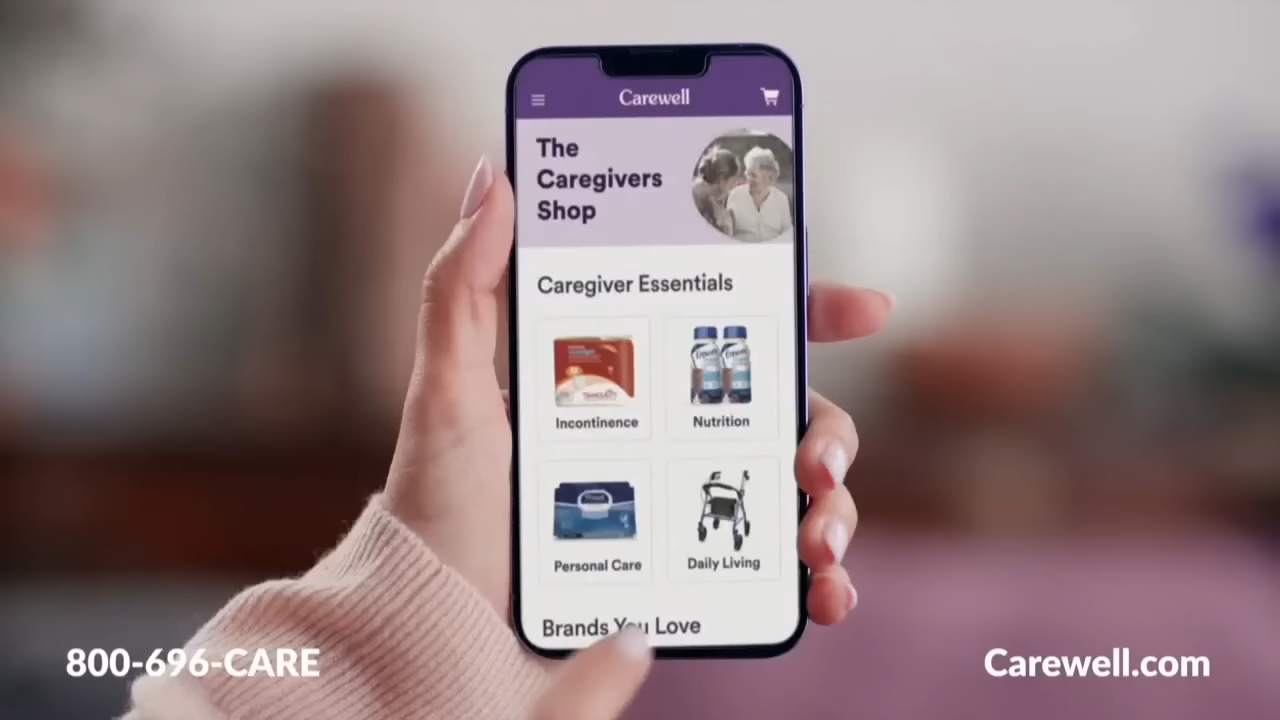 Carewell
The
Caregivers
Shop
Caregiver Essentials
TRANQUILITY
Incontinence
Nutrition
Personal Care
Daily Living
Brands You Love
800-696-CARE
Carewell.com